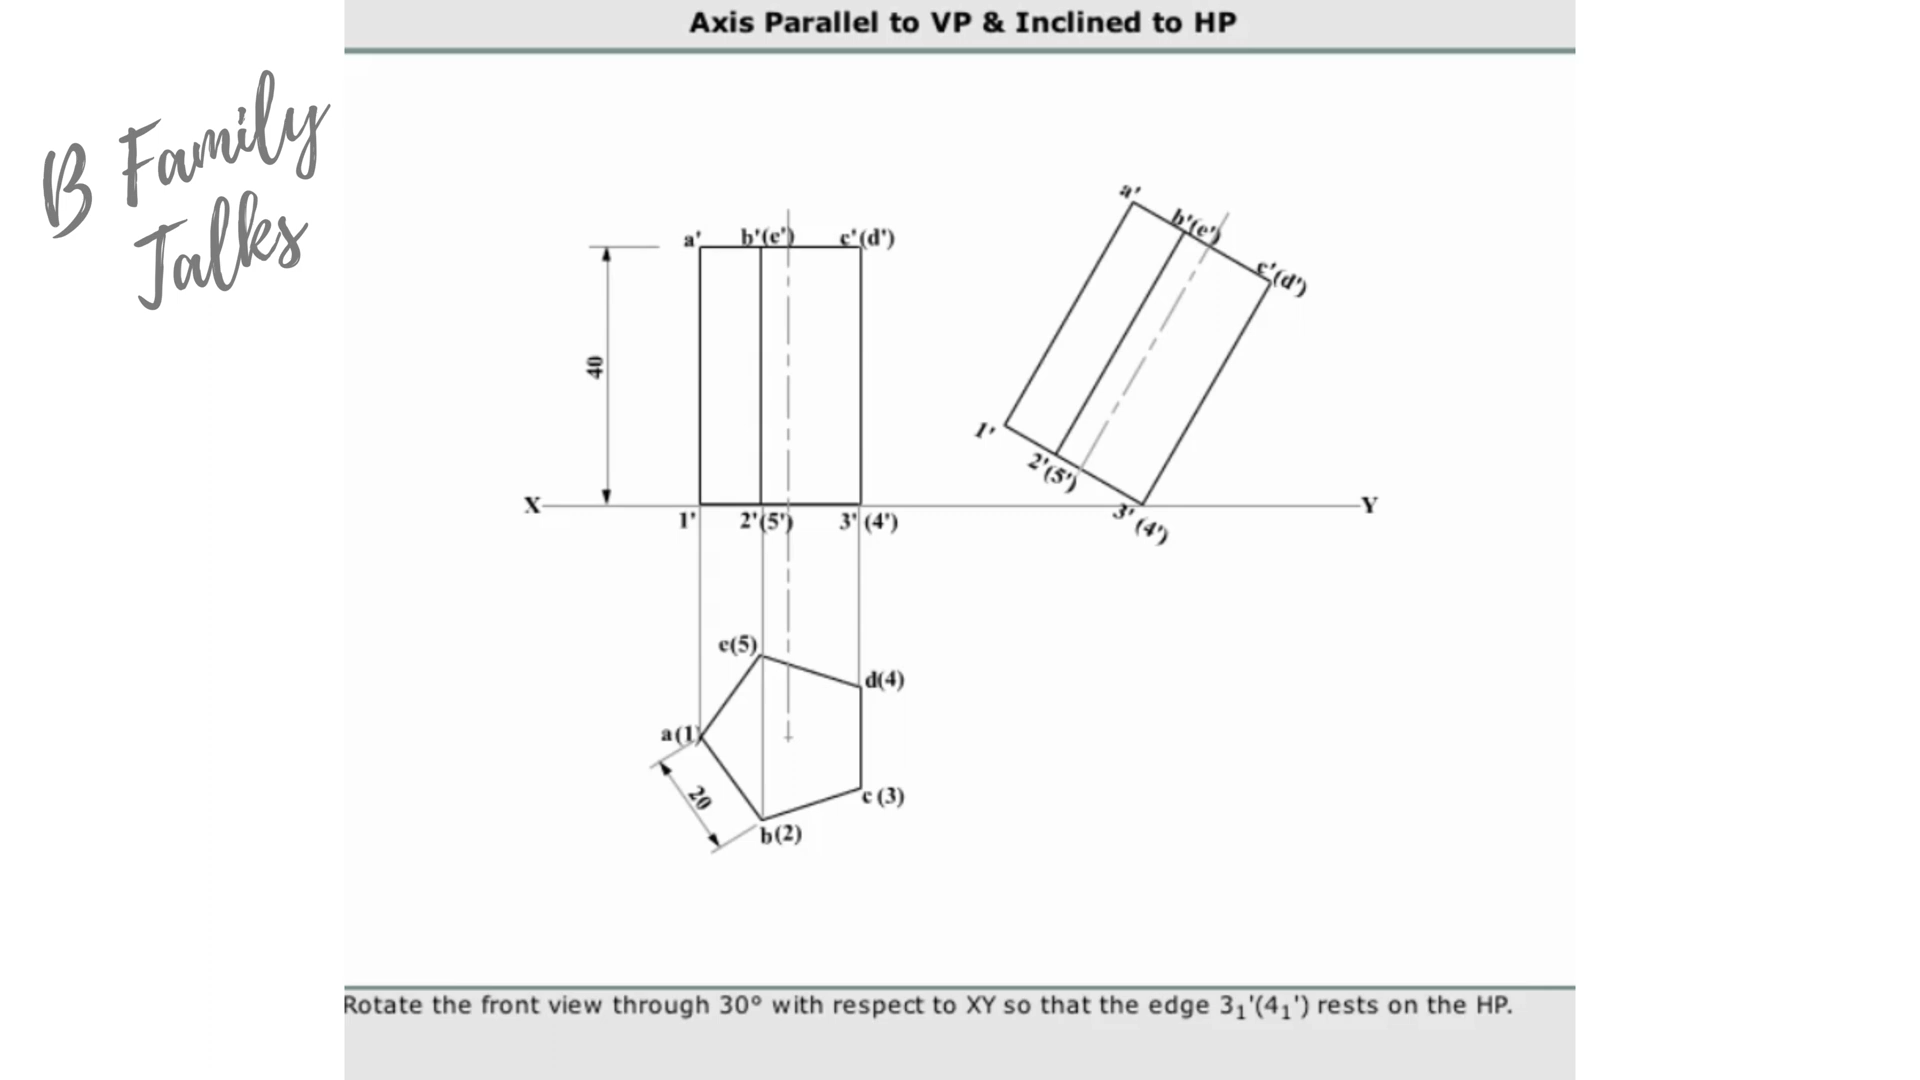 Axis Parallel to VP & Inclined to HP
B Family
Talks
a'
b'(e')
c'(d')
40
X
1'
2'(5')
3'(4')
a'
b'(e')
c'(d')
1'
2'(5')
3'(4')
Y
e(5)
d(4)
a(1)
20
c(3)
b(2)
Rotate the front view through 30° with respect to XY so that the edge 3₁'(4₁') rests on the HP.